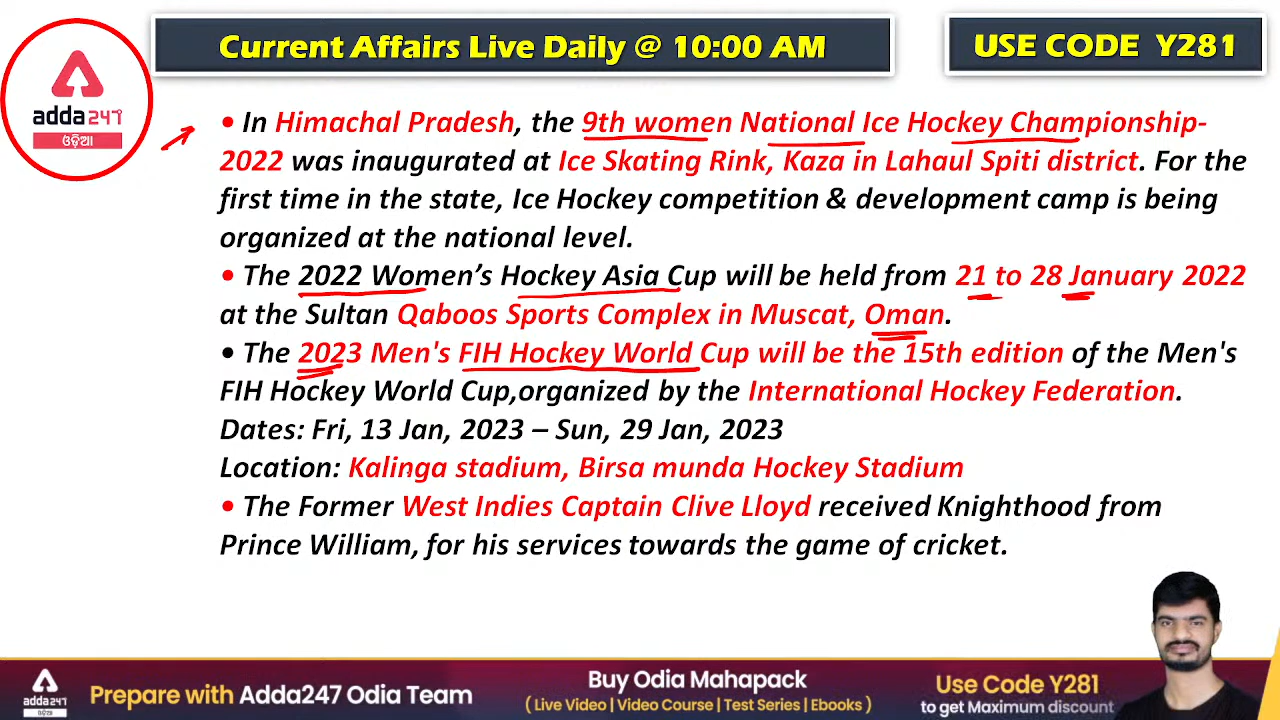 Current Affairs Live Daily @ 10:00 AM
USE CODE Y281
adda247
ଓଡ଼ିଆ
• In Himachal Pradesh, the 9th women National Ice Hockey Championship-
2022 was inaugurated at Ice Skating Rink, Kaza in Lahaul Spiti district. For the
first time in the state, Ice Hockey competition & development camp is being
organized at the national level.
• The 2022 Women’s Hockey Asia Cup will be held from 21 to 28 January 2022
at the Sultan Qaboos Sports Complex in Muscat, Oman.
• The 2023 Men's FIH Hockey World Cup will be the 15th edition of the Men's
FIH Hockey World Cup,organized by the International Hockey Federation.
Dates: Fri, 13 Jan, 2023 – Sun, 29 Jan, 2023
Location: Kalinga stadium, Birsa munda Hockey Stadium
• The Former West Indies Captain Clive Lloyd received Knighthood from
Prince William, for his services towards the game of cricket.
adda247
ଓଡ଼ିଆ
Prepare with Adda247 Odia Team
Buy Odia Mahapack
( Live Video | Video Course | Test Series | Ebooks )
Use Code Y281
to get Maximum discount